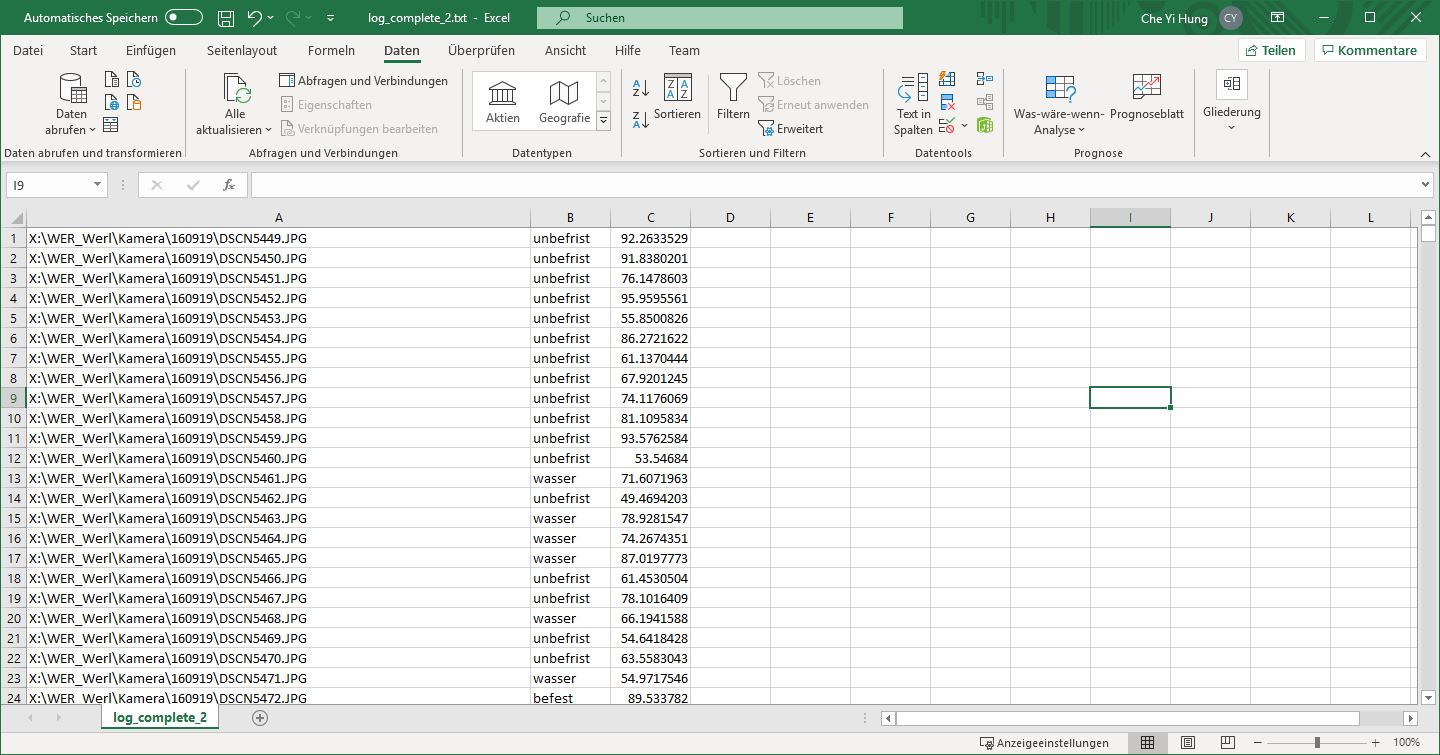 Automatisches Speichern log_complete_2.txt - Excel Suchen Che Yi Hung CY
Datei Start Einfügen Seitenlayout Formeln Daten Überprüfen Ansicht Hilfe Team Teilen Kommentare
Daten abrufen
Alle aktualisieren
Abfragen und Verbindungen
Eigenschaften
Verknüpfungen bearbeiten
Aktien Geografie
Sortieren
Filtern
Löschen
Erneut anwenden
Erweitert
Text in Spalten
Was-wäre-wenn-Analyse
Prognoseblatt
Gliederung
Daten abrufen und transformieren Abfragen und Verbindungen Datentypen Sortieren und Filtern Datentools Prognose
I9 fx
A B C D E F G H I J K L
1 X:\WER_Werl\Kamera\160919\DSCN5449.JPG unbefrist 92.2633529
2 X:\WER_Werl\Kamera\160919\DSCN5450.JPG unbefrist 91.8380201
3 X:\WER_Werl\Kamera\160919\DSCN5451.JPG unbefrist 76.1478603
4 X:\WER_Werl\Kamera\160919\DSCN5452.JPG unbefrist 95.9595561
5 X:\WER_Werl\Kamera\160919\DSCN5453.JPG unbefrist 55.8500826
6 X:\WER_Werl\Kamera\160919\DSCN5454.JPG unbefrist 86.2721622
7 X:\WER_Werl\Kamera\160919\DSCN5455.JPG unbefrist 61.1370444
8 X:\WER_Werl\Kamera\160919\DSCN5456.JPG unbefrist 67.9201245
9 X:\WER_Werl\Kamera\160919\DSCN5457.JPG unbefrist 74.1176069
10 X:\WER_Werl\Kamera\160919\DSCN5458.JPG unbefrist 81.1095834
11 X:\WER_Werl\Kamera\160919\DSCN5459.JPG unbefrist 93.5762584
12 X:\WER_Werl\Kamera\160919\DSCN5460.JPG unbefrist 53.54684
13 X:\WER_Werl\Kamera\160919\DSCN5461.JPG wasser 71.6071963
14 X:\WER_Werl\Kamera\160919\DSCN5462.JPG unbefrist 49.4694203
15 X:\WER_Werl\Kamera\160919\DSCN5463.JPG wasser 78.9281547
16 X:\WER_Werl\Kamera\160919\DSCN5464.JPG wasser 74.2674351
17 X:\WER_Werl\Kamera\160919\DSCN5465.JPG wasser 87.0197773
18 X:\WER_Werl\Kamera\160919\DSCN5466.JPG unbefrist 61.4530504
19 X:\WER_Werl\Kamera\160919\DSCN5467.JPG unbefrist 78.1016409
20 X:\WER_Werl\Kamera\160919\DSCN5468.JPG wasser 66.1941588
21 X:\WER_Werl\Kamera\160919\DSCN5469.JPG unbefrist 54.6418428
22 X:\WER_Werl\Kamera\160919\DSCN5470.JPG unbefrist 63.5583043
23 X:\WER_Werl\Kamera\160919\DSCN5471.JPG wasser 54.9717546
24 X:\WER_Werl\Kamera\160919\DSCN5472.JPG befest 89.533782
log_complete_2
Anzeigeeinstellungen 100%